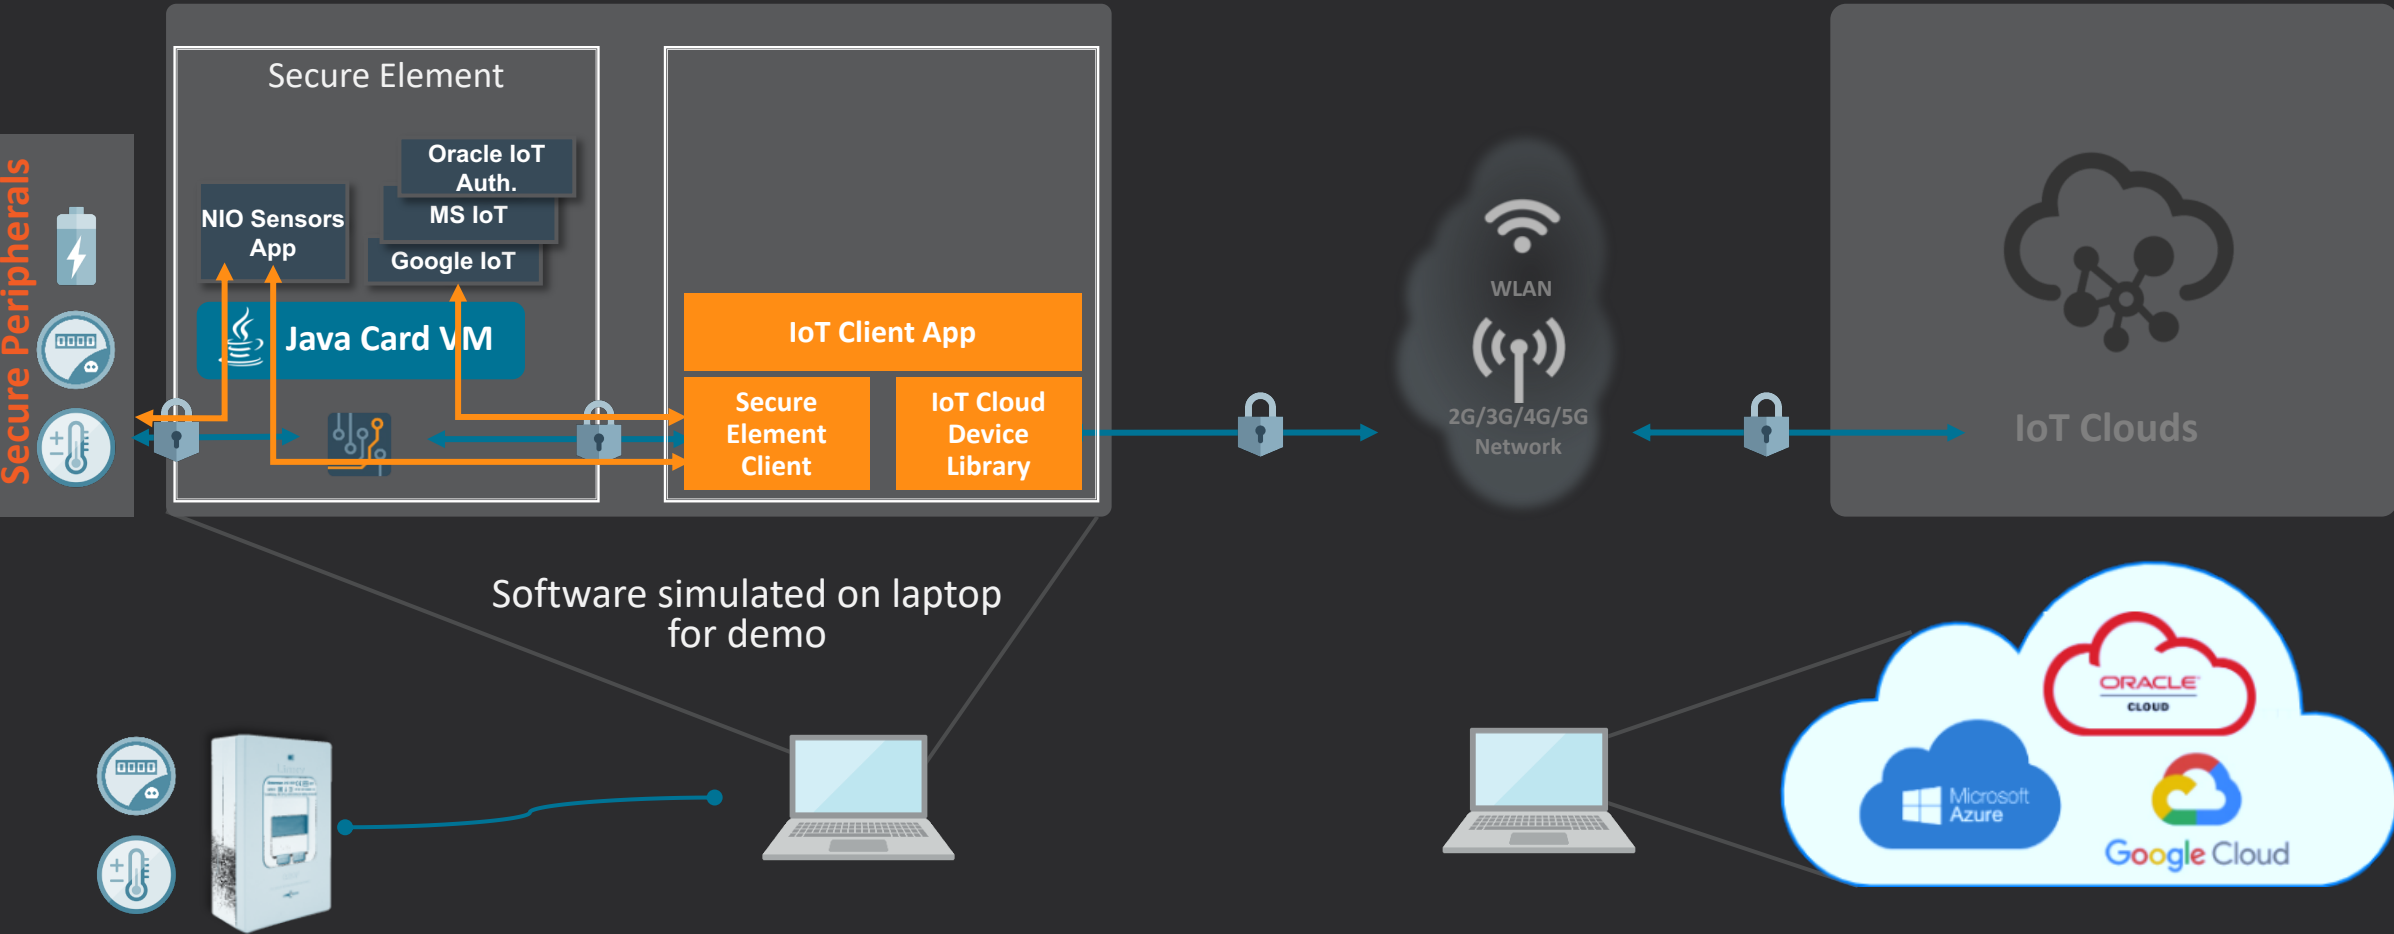 Secure Element
Secure Peripherals
Oracle IoT
Auth.
MS IoT
Google IoT
NIO Sensors
App
Java Card VM
IoT Client App
Secure
Element
Client
IoT Cloud
Device
Library
WLAN
2G/3G/4G/5G
Network
IoT Clouds
Software simulated on laptop
for demo
ORACLE
CLOUD
Microsoft
Azure
Google Cloud